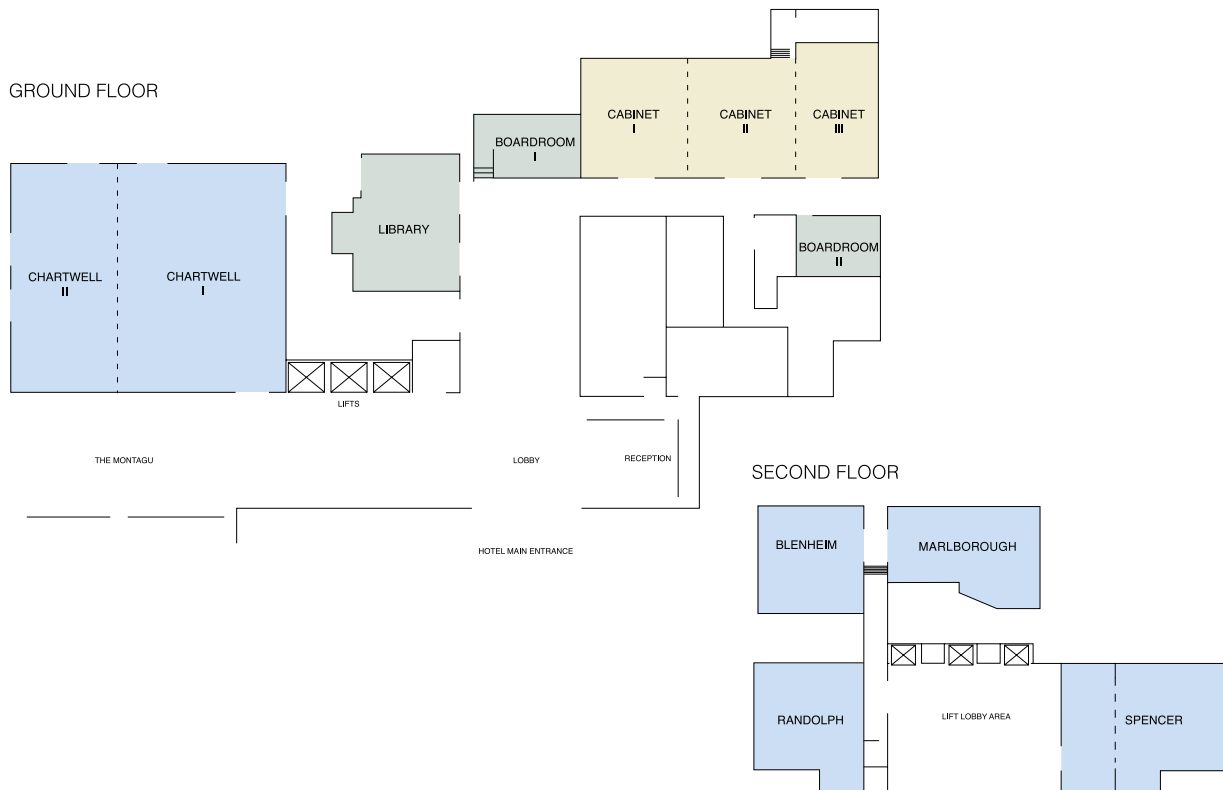 GROUND FLOOR
CABINET
I
CABINET
II
CABINET
III
BOARDROOM
I
LIBRARY
BOARDROOM
II
CHARTWELL
II
CHARTWELL
I
LIFTS
THE MONTAGU
LOBBY
RECEPTION
HOTEL MAIN ENTRANCE
SECOND FLOOR
BLENHEIM
MARLBOROUGH
RANDOLPH
LIFT LOBBY AREA
SPENCER